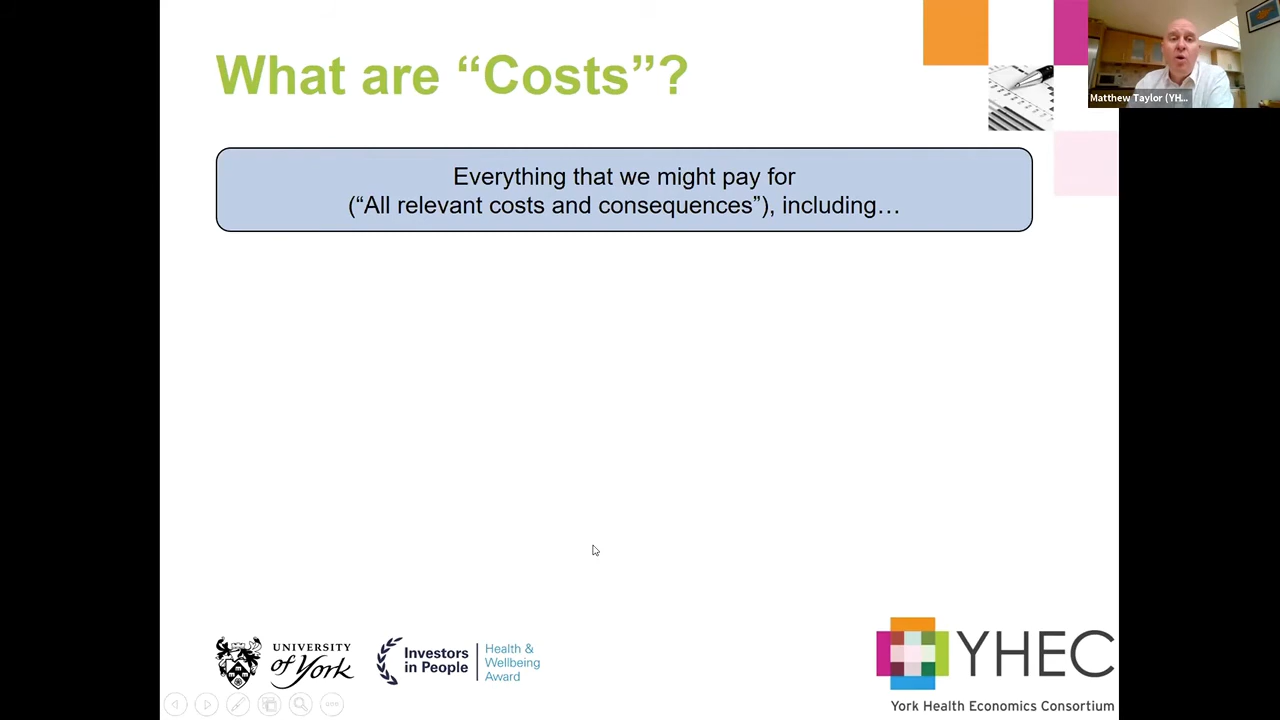 What are “Costs”?
Matthew Taylor (YH...
Everything that we might pay for
(“All relevant costs and consequences”), including…
UNIVERSITY
of York
Investors
in People
Health &
Wellbeing
Award
YHEC
York Health Economics Consortium